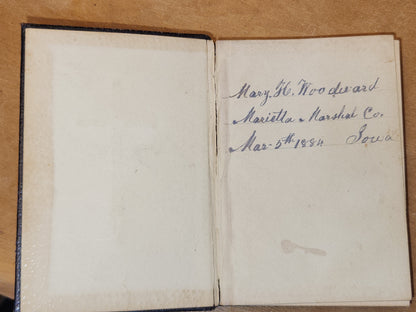 Mary. H. Woodward
Marietta Marshal Co.
Mar. 5th 1884 Iowa